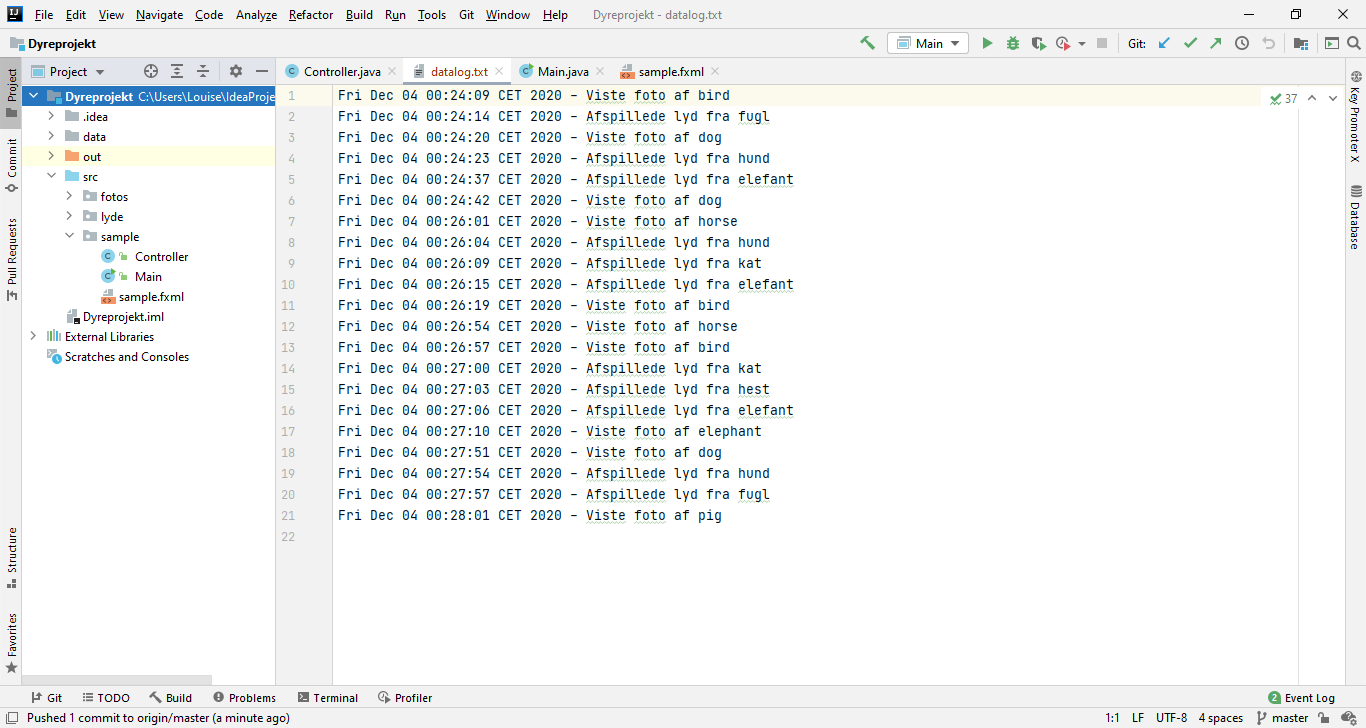 File Edit View Navigate Code Analyze Refactor Build Run Tools Git Window Help Dyreprojekt - datalog.txt
Dyreprojekt Main Git:
Project Controller.java datalog.txt Main.java sample.fxml
Project
Commit
Pull Requests
Structure
Favorites
Dyreprojekt C:\Users\Louise\IdeaProje
.idea
data
out
src
fotos
lyde
sample
Controller
Main
sample.fxml
Dyreprojekt.iml
External Libraries
Scratches and Consoles
1 Fri Dec 04 00:24:09 CET 2020 - Viste foto af bird
2 Fri Dec 04 00:24:14 CET 2020 - Afspillede lyd fra fugl
3 Fri Dec 04 00:24:20 CET 2020 - Viste foto af dog
4 Fri Dec 04 00:24:23 CET 2020 - Afspillede lyd fra hund
5 Fri Dec 04 00:24:37 CET 2020 - Afspillede lyd fra elefant
6 Fri Dec 04 00:24:42 CET 2020 - Viste foto af dog
7 Fri Dec 04 00:26:01 CET 2020 - Viste foto af horse
8 Fri Dec 04 00:26:04 CET 2020 - Afspillede lyd fra hund
9 Fri Dec 04 00:26:09 CET 2020 - Afspillede lyd fra kat
10 Fri Dec 04 00:26:15 CET 2020 - Afspillede lyd fra elefant
11 Fri Dec 04 00:26:19 CET 2020 - Viste foto af bird
12 Fri Dec 04 00:26:54 CET 2020 - Viste foto af horse
13 Fri Dec 04 00:26:57 CET 2020 - Viste foto af bird
14 Fri Dec 04 00:27:00 CET 2020 - Afspillede lyd fra kat
15 Fri Dec 04 00:27:03 CET 2020 - Afspillede lyd fra hest
16 Fri Dec 04 00:27:06 CET 2020 - Afspillede lyd fra elefant
17 Fri Dec 04 00:27:10 CET 2020 - Viste foto af elephant
18 Fri Dec 04 00:27:51 CET 2020 - Viste foto af dog
19 Fri Dec 04 00:27:54 CET 2020 - Afspillede lyd fra hund
20 Fri Dec 04 00:27:57 CET 2020 - Afspillede lyd fra fugl
21 Fri Dec 04 00:28:01 CET 2020 - Viste foto af pig
22
37
Key Promoter X
Database
Git TODO Build Problems Terminal Profiler 2 Event Log
Pushed 1 commit to origin/master (a minute ago) 1:1 LF UTF-8 4 spaces master